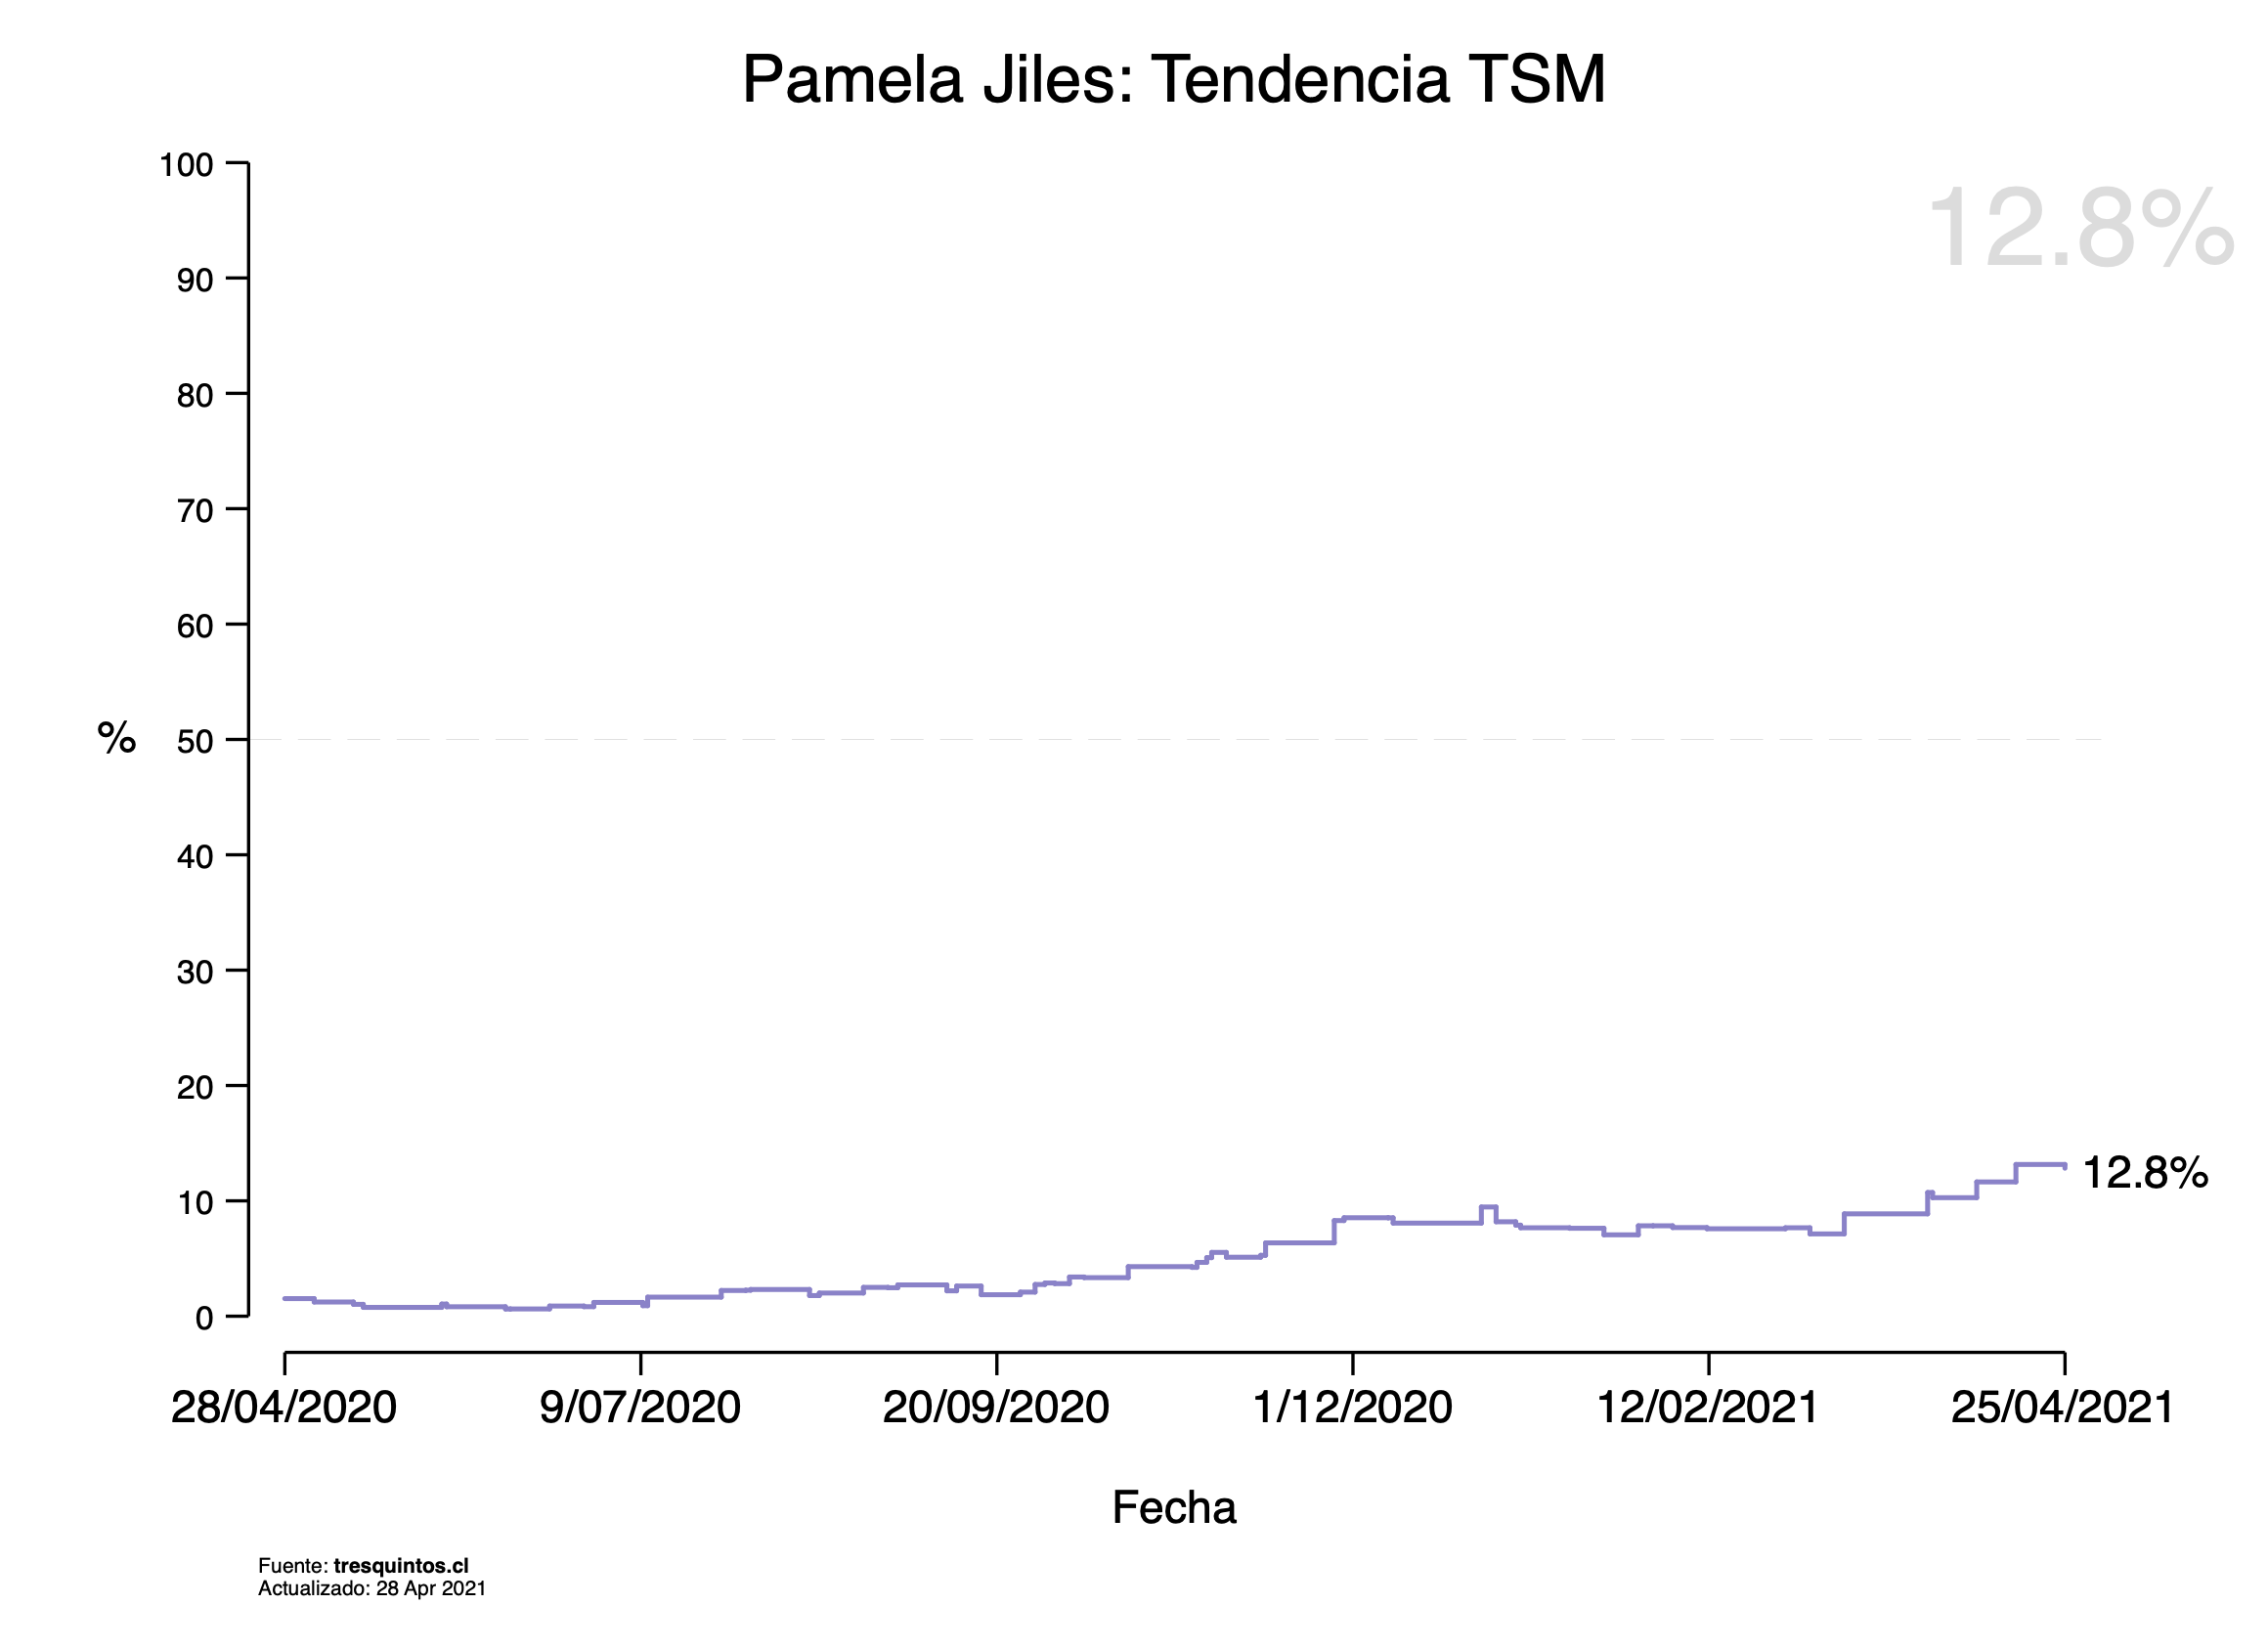 Pamela Jiles: Tendencia TSM
12.8%
100
90
80
70
60
% 50
40
30
20
10
0
12.8%
28/04/2020 9/07/2020 20/09/2020 1/12/2020 12/02/2021 25/04/2021
Fecha
Fuente: tresquintos.cl
Actualizado: 28 Apr 2021